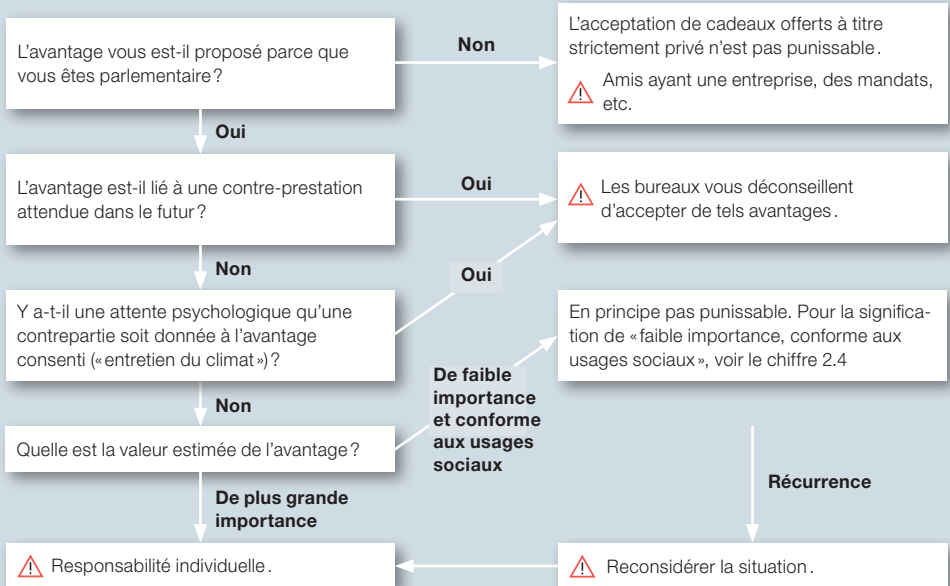 L'avantage vous est-il proposé parce que
vous êtes parlementaire ?
Non
L'acceptation de cadeaux offerts à titre
strictement privé n'est pas punissable.
Amis ayant une entreprise, des mandats,
etc.
Oui
L'avantage est-il lié à une contre-prestation
attendue dans le futur ?
Oui
Les bureaux vous déconseillent
d'accepter de tels avantages.
Non
Oui
Y a-t-il une attente psychologique qu'une
contrepartie soit donnée à l'avantage
consenti (« entretien du climat ») ?
En principe pas punissable. Pour la significa-
tion de « faible importance, conforme aux
usages sociaux », voir le chiffre 2.4
Non
De faible
importance
et conforme
aux usages
sociaux
Quelle est la valeur estimée de l'avantage ?
De plus grande
importance
Récurrence
Responsabilité individuelle.
Reconsidérer la situation.